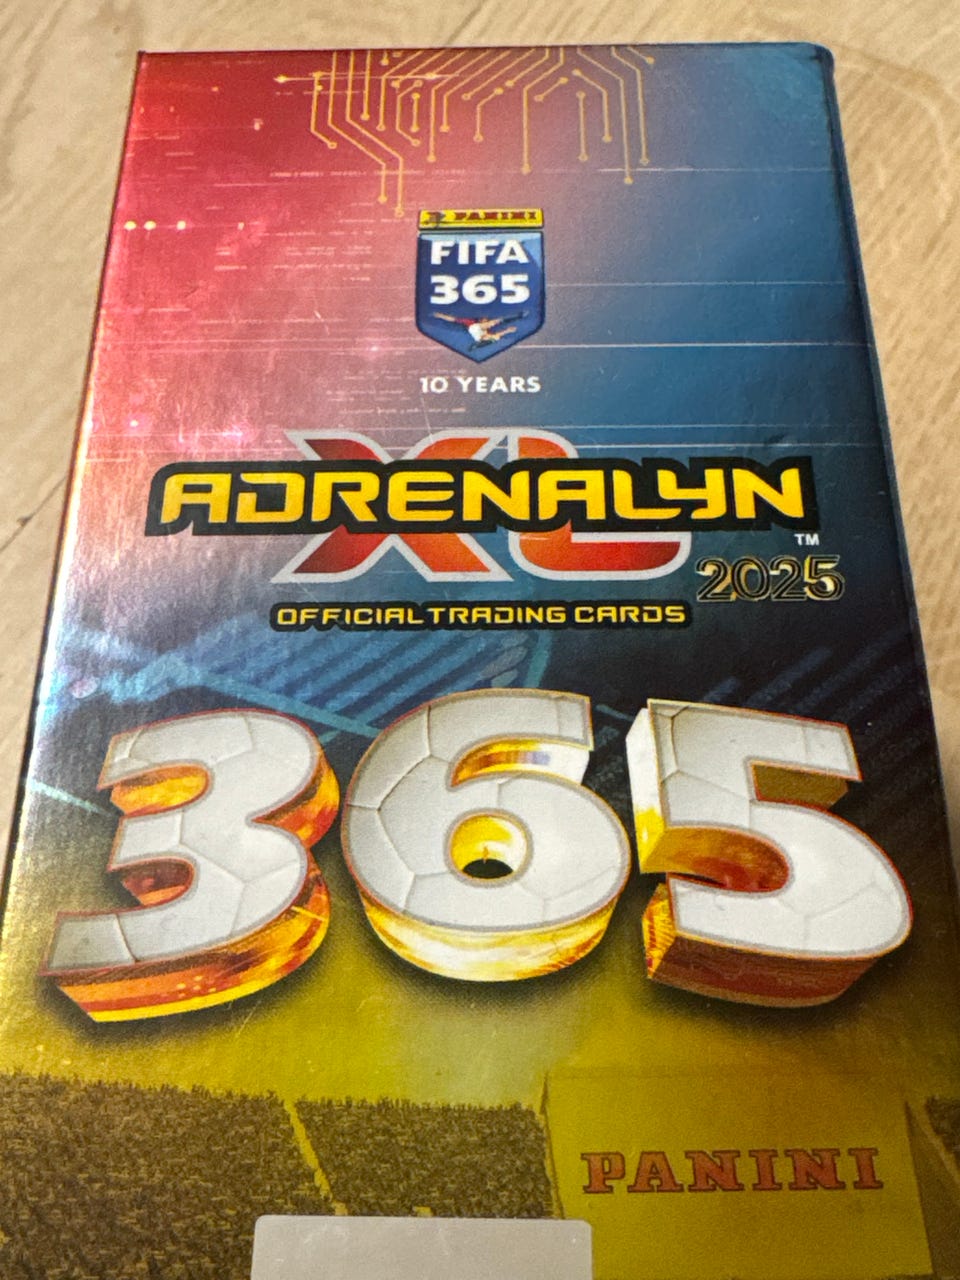 PANINI
FIFA
365
10 YEARS
XL
ADRENALYN
TM
2025
OFFICIAL TRADING CARDS
365
PANINI